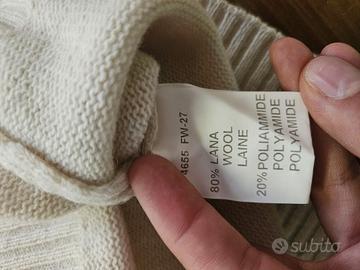 4655 FW-27
80% LANA
WOOL
LAINE
20% POLIAMMIDE
POLYAMIDE
POLYAMIDE
subito